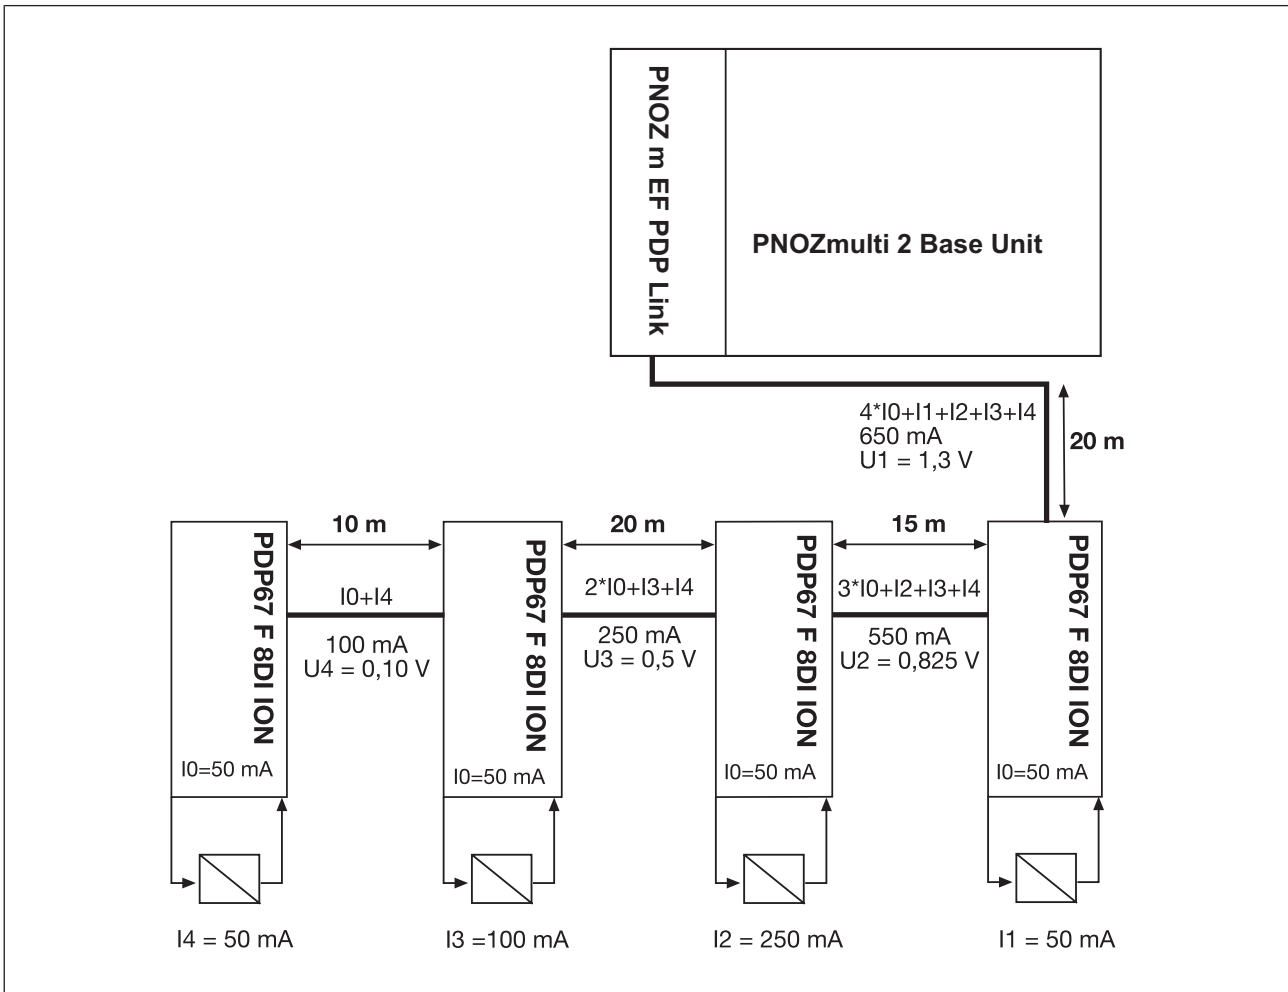 PNOZ m EF PDP Link
PNOZmulti 2 Base Unit
4*I0+I1+I2+I3+I4
650 mA
U1 = 1,3 V
20 m
10 m
20 m
15 m
PDP67 F 8DI ION
PDP67 F 8DI ION
PDP67 F 8DI ION
PDP67 F 8DI ION
I0+I4
100 mA
U4 = 0,10 V
2*I0+I3+I4
250 mA
U3 = 0,5 V
3*I0+I2+I3+I4
550 mA
U2 = 0,825 V
I0=50 mA
I0=50 mA
I0=50 mA
I0=50 mA
I4 = 50 mA
I3 =100 mA
I2 = 250 mA
I1 = 50 mA